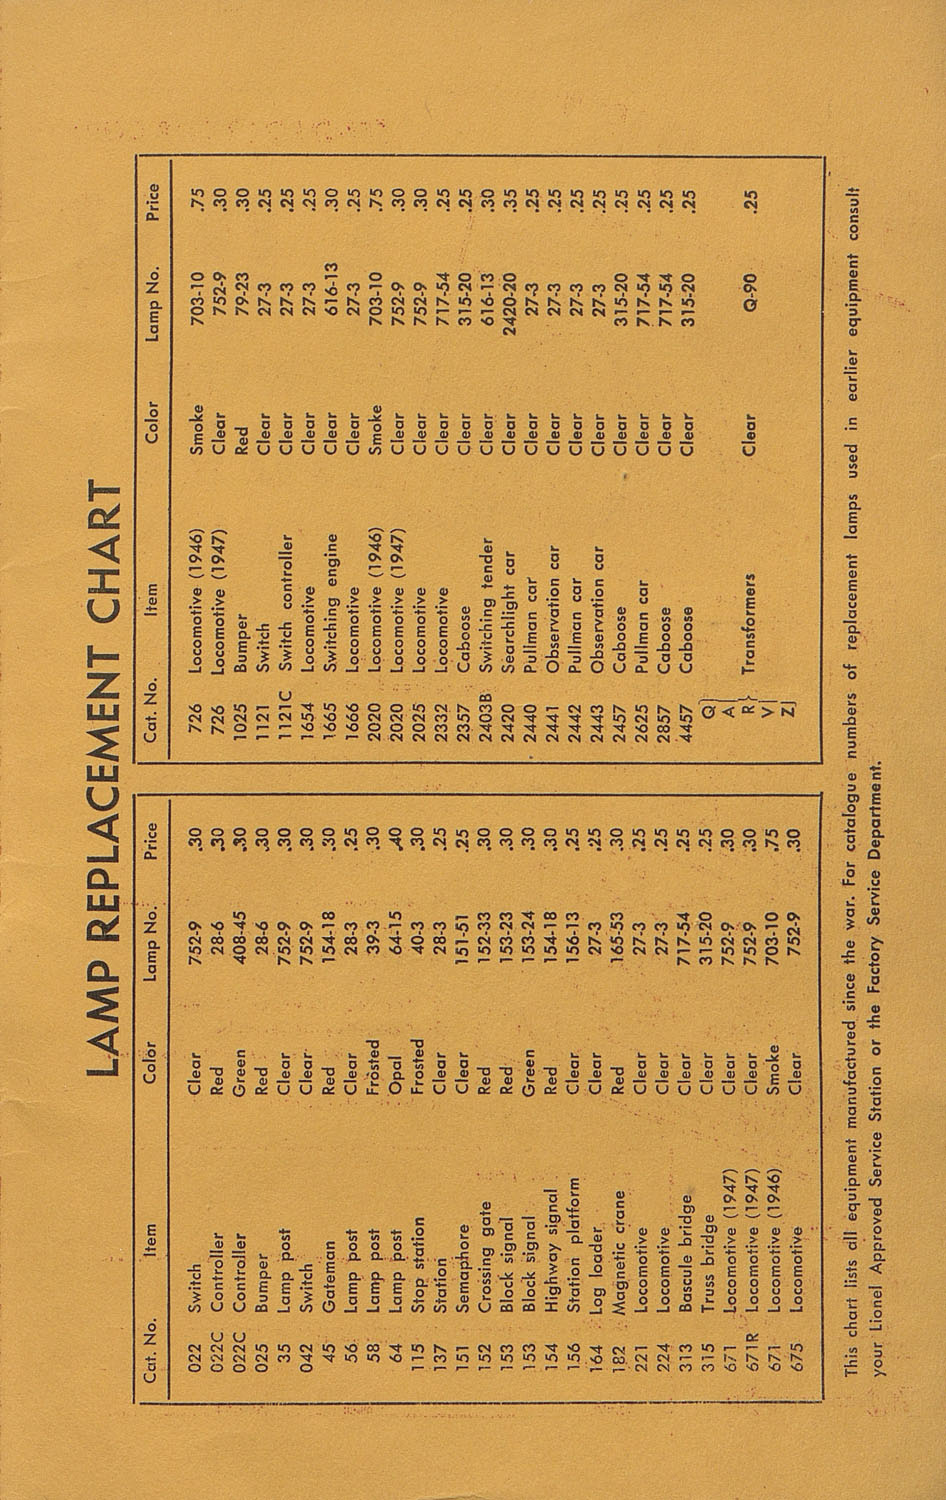 LAMP REPLACEMENT CHART
Cat. No. Item Color Lamp No. Price
022 Switch Clear 752-9 .30
022C Controller Red 28-6 .30
022C Controller Green 408-45 .30
025 Bumper Red 28-6 .30
35 Lamp post Clear 752-9 .30
042 Switch Clear 752-9 .30
45 Gateman Red 154-18 .30
56 Lamp post Clear 28-3 .25
58 Lamp post Frosted 39-3 .30
64 Lamp post Opal 64-15 .40
115 Stop station Frosted 40-3 .30
137 Station Clear 28-3 .25
151 Semaphore Clear 151-51 .25
152 Crossing gate Red 152-33 .30
153 Block signal Red 153-23 .30
153 Block signal Green 153-24 .30
154 Highway signal Red 154-18 .30
156 Station platform Clear 156-13 .25
164 Log loader Clear 27-3 .25
182 Magnetic crane Red 165-53 .30
221 Locomotive Clear 27-3 .25
224 Locomotive Clear 27-3 .25
313 Bascule bridge Clear 717-54 .25
315 Truss bridge Clear 315-20 .25
671 Locomotive (1947) Clear 752-9 .30
671R Locomotive (1947) Clear 752-9 .30
671 Locomotive (1946) Smoke 703-10 .75
675 Locomotive Clear 752-9 .30
Cat. No. Item Color Lamp No. Price
726 Locomotive (1946) Smoke 703-10 .75
726 Locomotive (1947) Clear 752-9 .30
1025 Bumper Red 79-23 .30
1121 Switch Clear 27-3 .25
1121C Switch controller Clear 27-3 .25
1654 Locomotive Clear 27-3 .25
1665 Switching engine Clear 616-13 .30
1666 Locomotive Clear 27-3 .25
2020 Locomotive (1946) Smoke 703-10 .75
2020 Locomotive (1947) Clear 752-9 .30
2025 Locomotive Clear 752-9 .30
2332 Locomotive Clear 717-54 .25
2357 Caboose Clear 315-20 .25
2403B Switching tender Clear 616-13 .30
2420 Searchlight car Clear 2420-20 .35
2440 Pullman car Clear 27-3 .25
2441 Observation car Clear 27-3 .25
2442 Pullman car Clear 27-3 .25
2443 Observation car Clear 27-3 .25
2457 Caboose Clear 315-20 .25
2625 Pullman car Clear 717-54 .25
2857 Caboose Clear 717-54 .25
4457 Caboose Clear 315-20 .25
Q
A
R Transformers Clear Q-90 .25
V
Z
This chart lists all equipment manufactured since the war. For catalogue numbers of replacement lamps used in earlier equipment consult
your Lionel Approved Service Station or the Factory Service Department.